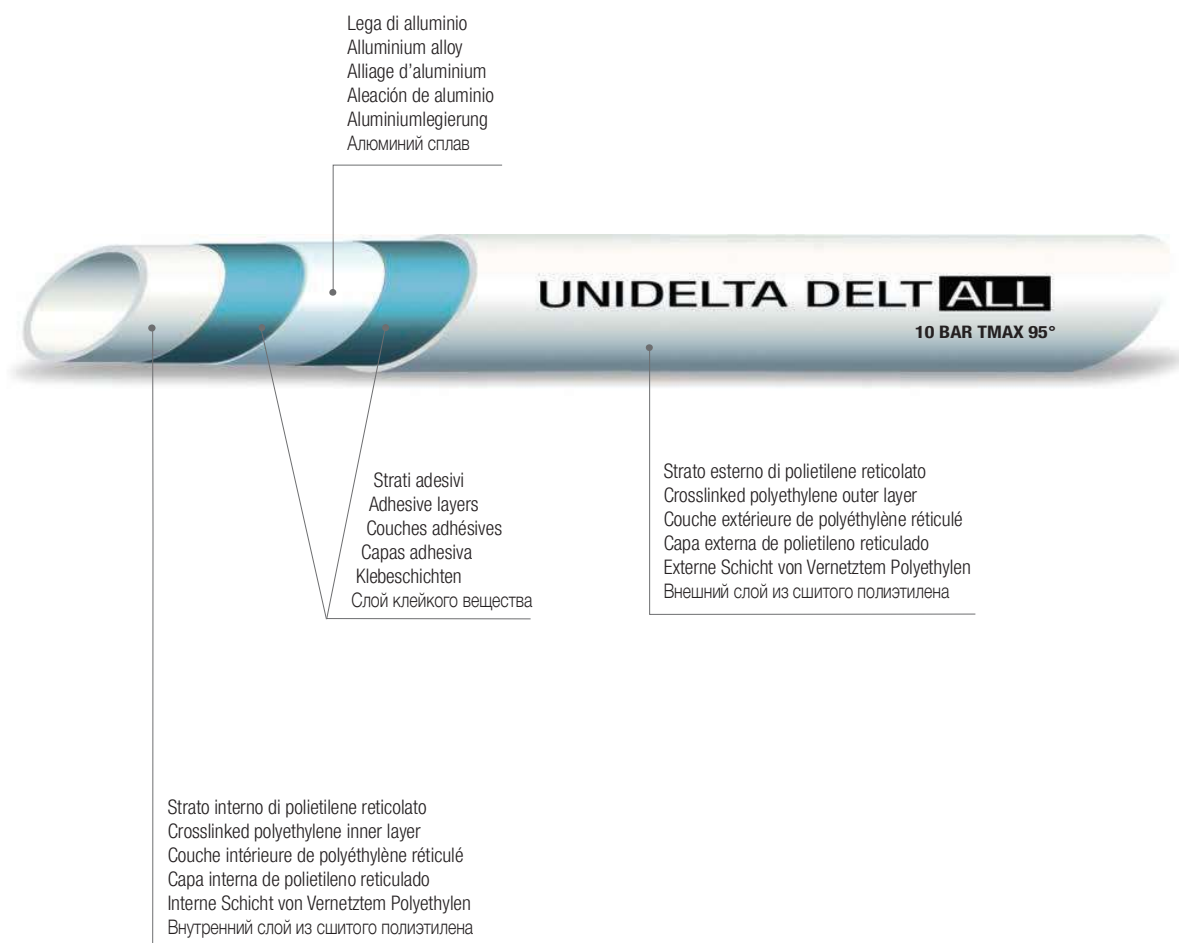 Lega di alluminio
Alluminium alloy
Alliage d'aluminium
Aleación de aluminio
Aluminiumlegierung
Алюминий сплав
UNIDELTA DELTALL
10 BAR TMAX 95°
Strati adesivi
Adhesive layers
Couches adhésives
Capas adhesiva
Klebeschichten
Слой клейкого вещества
Strato esterno di polietilene reticolato
Crosslinked polyethylene outer layer
Couche extérieure de polyéthylène réticulé
Capa externa de polietileno reticulado
Externe Schicht von Vernetztem Polyethylen
Внешний слой из сшитого полиэтилена
Strato interno di polietilene reticolato
Crosslinked polyethylene inner layer
Couche intérieure de polyéthylène réticulé
Capa interna de polietileno reticulado
Interne Schicht von Vernetztem Polyethylen
Внутренний слой из сшитого полиэтилена